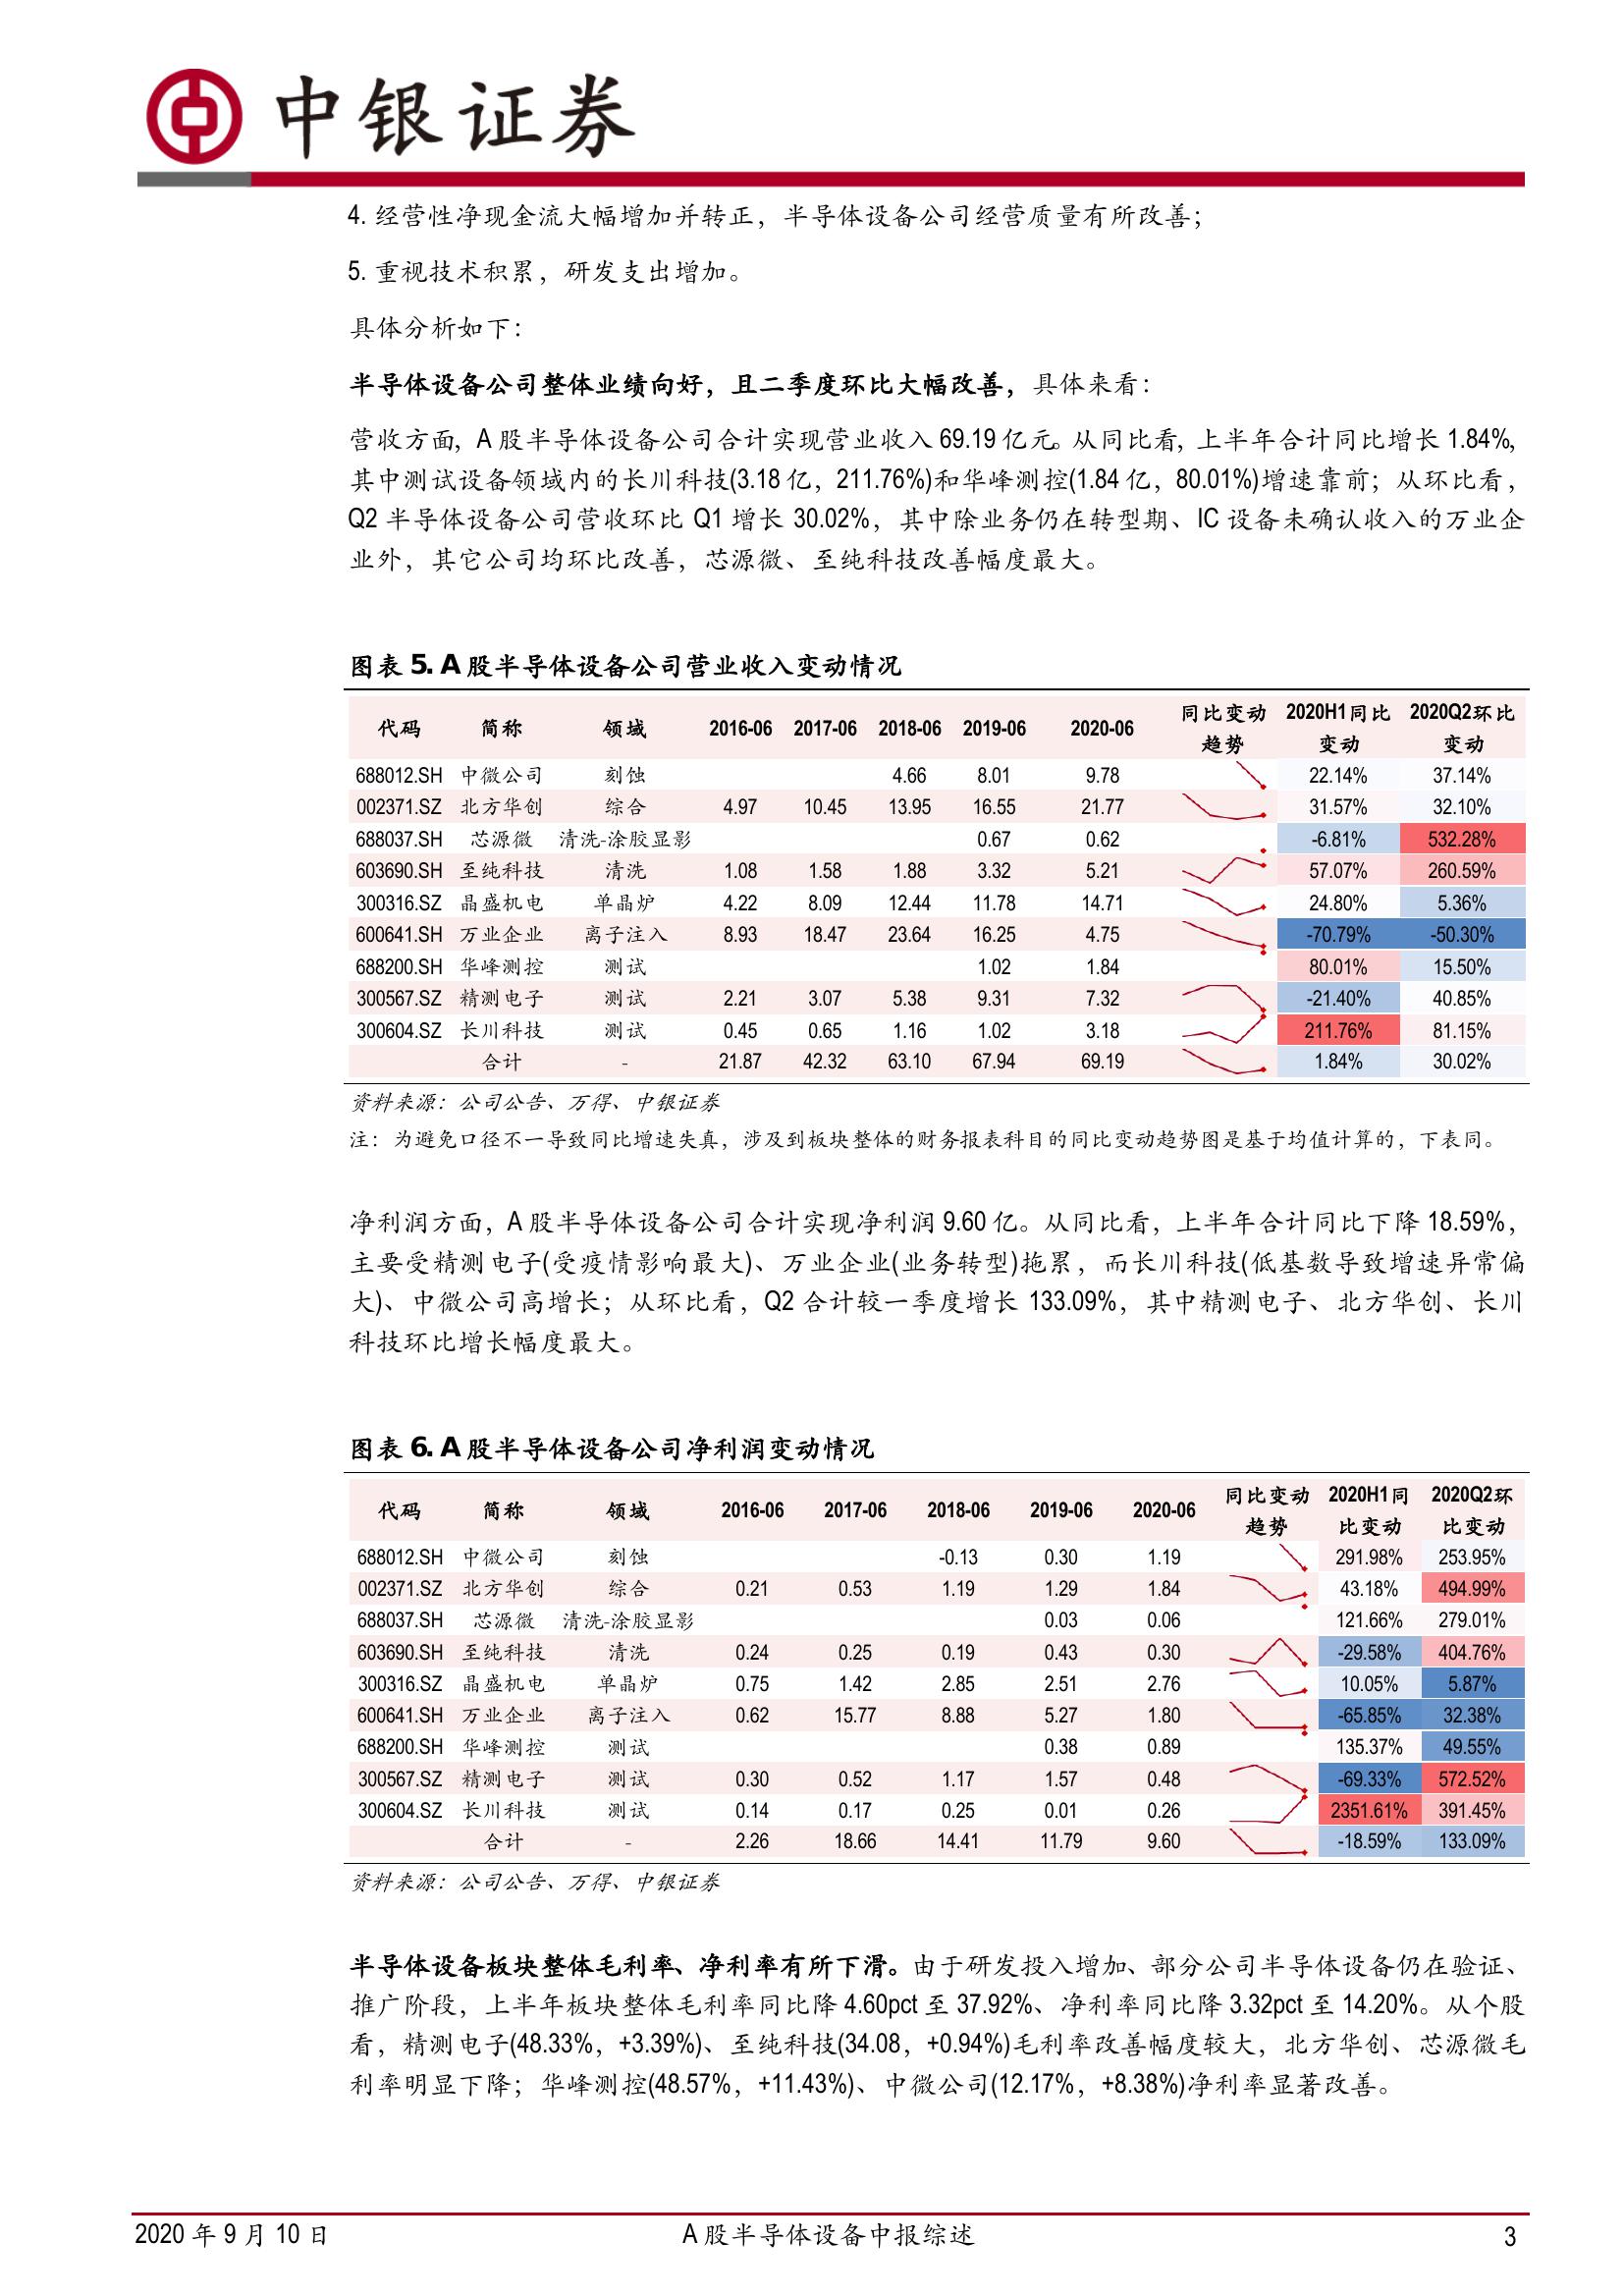 中银证券
4. 经营性净现金流大幅增加并转正，半导体设备公司经营质量有所改善；
5. 重视技术积累，研发支出增加。
具体分析如下：
半导体设备公司整体业绩向好，且二季度环比大幅改善，具体来看：
营收方面，A 股半导体设备公司合计实现营业收入 69.19 亿元。从同比看，上半年合计同比增长 1.84%，
其中测试设备领域内的长川科技(3.18 亿，211.76%)和华峰测控(1.84 亿，80.01%)增速靠前；从环比看，
Q2 半导体设备公司营收环比 Q1 增长 30.02%，其中除业务仍在转型期、IC 设备未确认收入的万业企
业外，其它公司均环比改善，芯源微、至纯科技改善幅度最大。
图表 5. A 股半导体设备公司营业收入变动情况
代码 简称 领域 2016-06 2017-06 2018-06 2019-06 2020-06 同比变动趋势 2020H1同比变动 2020Q2环比变动
688012.SH 中微公司 刻蚀 4.66 8.01 9.78 22.14% 37.14%
002371.SZ 北方华创 综合 4.97 10.45 13.95 16.55 21.77 31.57% 32.10%
688037.SH 芯源微 清洗-涂胶显影 0.67 0.62 -6.81% 532.28%
603690.SH 至纯科技 清洗 1.08 1.58 1.88 3.32 5.21 57.07% 260.59%
300316.SZ 晶盛机电 单晶炉 4.22 8.09 12.44 11.78 14.71 24.80% 5.36%
600641.SH 万业企业 离子注入 8.93 18.47 23.64 16.25 4.75 -70.79% -50.30%
688200.SH 华峰测控 测试 1.02 1.84 80.01% 15.50%
300567.SZ 精测电子 测试 2.21 3.07 5.38 9.31 7.32 -21.40% 40.85%
300604.SZ 长川科技 测试 0.45 0.65 1.16 1.02 3.18 211.76% 81.15%
合计 - 21.87 42.32 63.10 67.94 69.19 1.84% 30.02%
资料来源：公司公告、万得、中银证券
注：为避免口径不一导致同比增速失真，涉及到板块整体的财务报表科目的同比变动趋势图是基于均值计算的，下表同。
净利润方面，A 股半导体设备公司合计实现净利润 9.60 亿。从同比看，上半年合计同比下降 18.59%，
主要受精测电子(受疫情影响最大)、万业企业(业务转型)拖累，而长川科技(低基数导致增速异常偏
大)、中微公司高增长；从环比看，Q2 合计较一季度增长 133.09%，其中精测电子、北方华创、长川
科技环比增长幅度最大。
图表 6. A 股半导体设备公司净利润变动情况
代码 简称 领域 2016-06 2017-06 2018-06 2019-06 2020-06 同比变动趋势 2020H1同比变动 2020Q2环比变动
688012.SH 中微公司 刻蚀 -0.13 0.30 1.19 291.98% 253.95%
002371.SZ 北方华创 综合 0.21 0.53 1.19 1.29 1.84 43.18% 494.99%
688037.SH 芯源微 清洗-涂胶显影 0.03 0.06 121.66% 279.01%
603690.SH 至纯科技 清洗 0.24 0.25 0.19 0.43 0.30 -29.58% 404.76%
300316.SZ 晶盛机电 单晶炉 0.75 1.42 2.85 2.51 2.76 10.05% 5.87%
600641.SH 万业企业 离子注入 0.62 15.77 8.88 5.27 1.80 -65.85% 32.38%
688200.SH 华峰测控 测试 0.38 0.89 135.37% 49.55%
300567.SZ 精测电子 测试 0.30 0.52 1.17 1.57 0.48 -69.33% 572.52%
300604.SZ 长川科技 测试 0.14 0.17 0.25 0.01 0.26 2351.61% 391.45%
合计 - 2.26 18.66 14.41 11.79 9.60 -18.59% 133.09%
资料来源：公司公告、万得、中银证券
半导体设备板块整体毛利率、净利率有所下滑。由于研发投入增加、部分公司半导体设备仍在验证、
推广阶段，上半年板块整体毛利率同比降 4.60pct 至 37.92%、净利率同比降 3.32pct 至 14.20%。从个股
看，精测电子(48.33%，+3.39%)、至纯科技(34.08，+0.94%)毛利率改善幅度较大，北方华创、芯源微毛
利率明显下降；华峰测控(48.57%，+11.43%)、中微公司(12.17%，+8.38%)净利率显著改善。
2020 年 9 月 10 日 A 股半导体设备中报综述 3